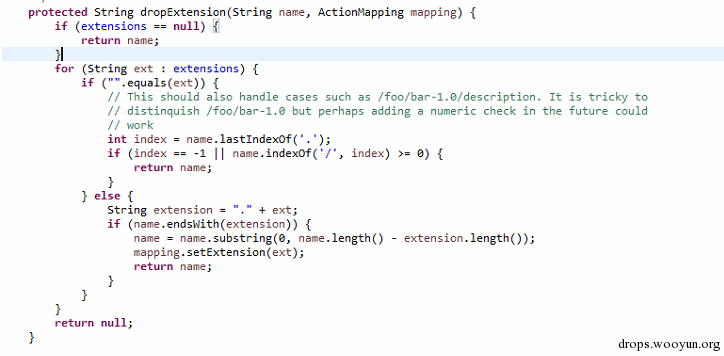 protected String dropExtension(String name, ActionMapping mapping) {
if (extensions == null) {
return name;
}
for (String ext : extensions) {
if ("".equals(ext)) {
// This should also handle cases such as /foo/bar-1.0/description. It is tricky to
// distinquish /foo/bar-1.0 but perhaps adding a numeric check in the future could
// work
int index = name.lastIndexOf('.');
if (index == -1 || name.indexOf('/', index) >= 0) {
return name;
}
} else {
String extension = "." + ext;
if (name.endsWith(extension)) {
name = name.substring(0, name.length() - extension.length());
mapping.setExtension(ext);
return name;
}
}
}
return null;
}
drops.wooyun.org